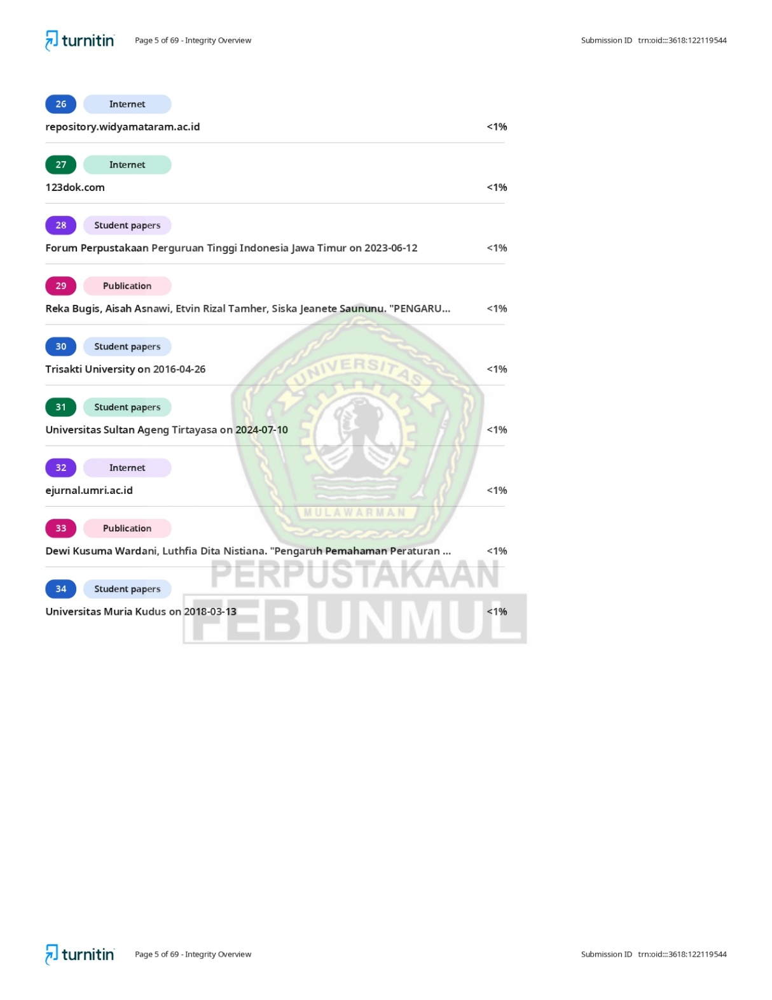 turnitin Page 5 of 69 - Integrity Overview Submission ID trn:oid:::3618:122119544
26 Internet
repository.widyamataram.ac.id <1%
27 Internet
123dok.com <1%
28 Student papers
Forum Perpustakaan Perguruan Tinggi Indonesia Jawa Timur on 2023-06-12 <1%
29 Publication
Reka Bugis, Aisah Asnawi, Etvin Rizal Tamher, Siska Jeanete Saununu. "PENGARU... <1%
30 Student papers
UNIVERSITAS
Trisakti University on 2016-04-26 <1%
31 Student papers
Universitas Sultan Ageng Tirtayasa on 2024-07-10 <1%
32 Internet
ejurnal.umri.ac.id <1%
MULAWARMAN
33 Publication
Dewi Kusuma Wardani, Luthfia Dita Nistiana. "Pengaruh Pemahaman Peraturan ... <1%
PERPUSTAKAAN
34 Student papers
Universitas Muria Kudus on 2018-03-13 <1%
FEB UNMUL
turnitin Page 5 of 69 - Integrity Overview Submission ID trn:oid:::3618:122119544